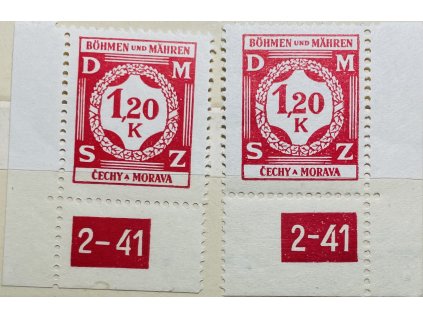 BÖHMEN UND MÄHREN
D M
1,20
K
S Z
ČECHY A MORAVA
2-41
BÖHMEN UND MÄHREN
D M
1,20
K
S Z
ČECHY A MORAVA
2-41